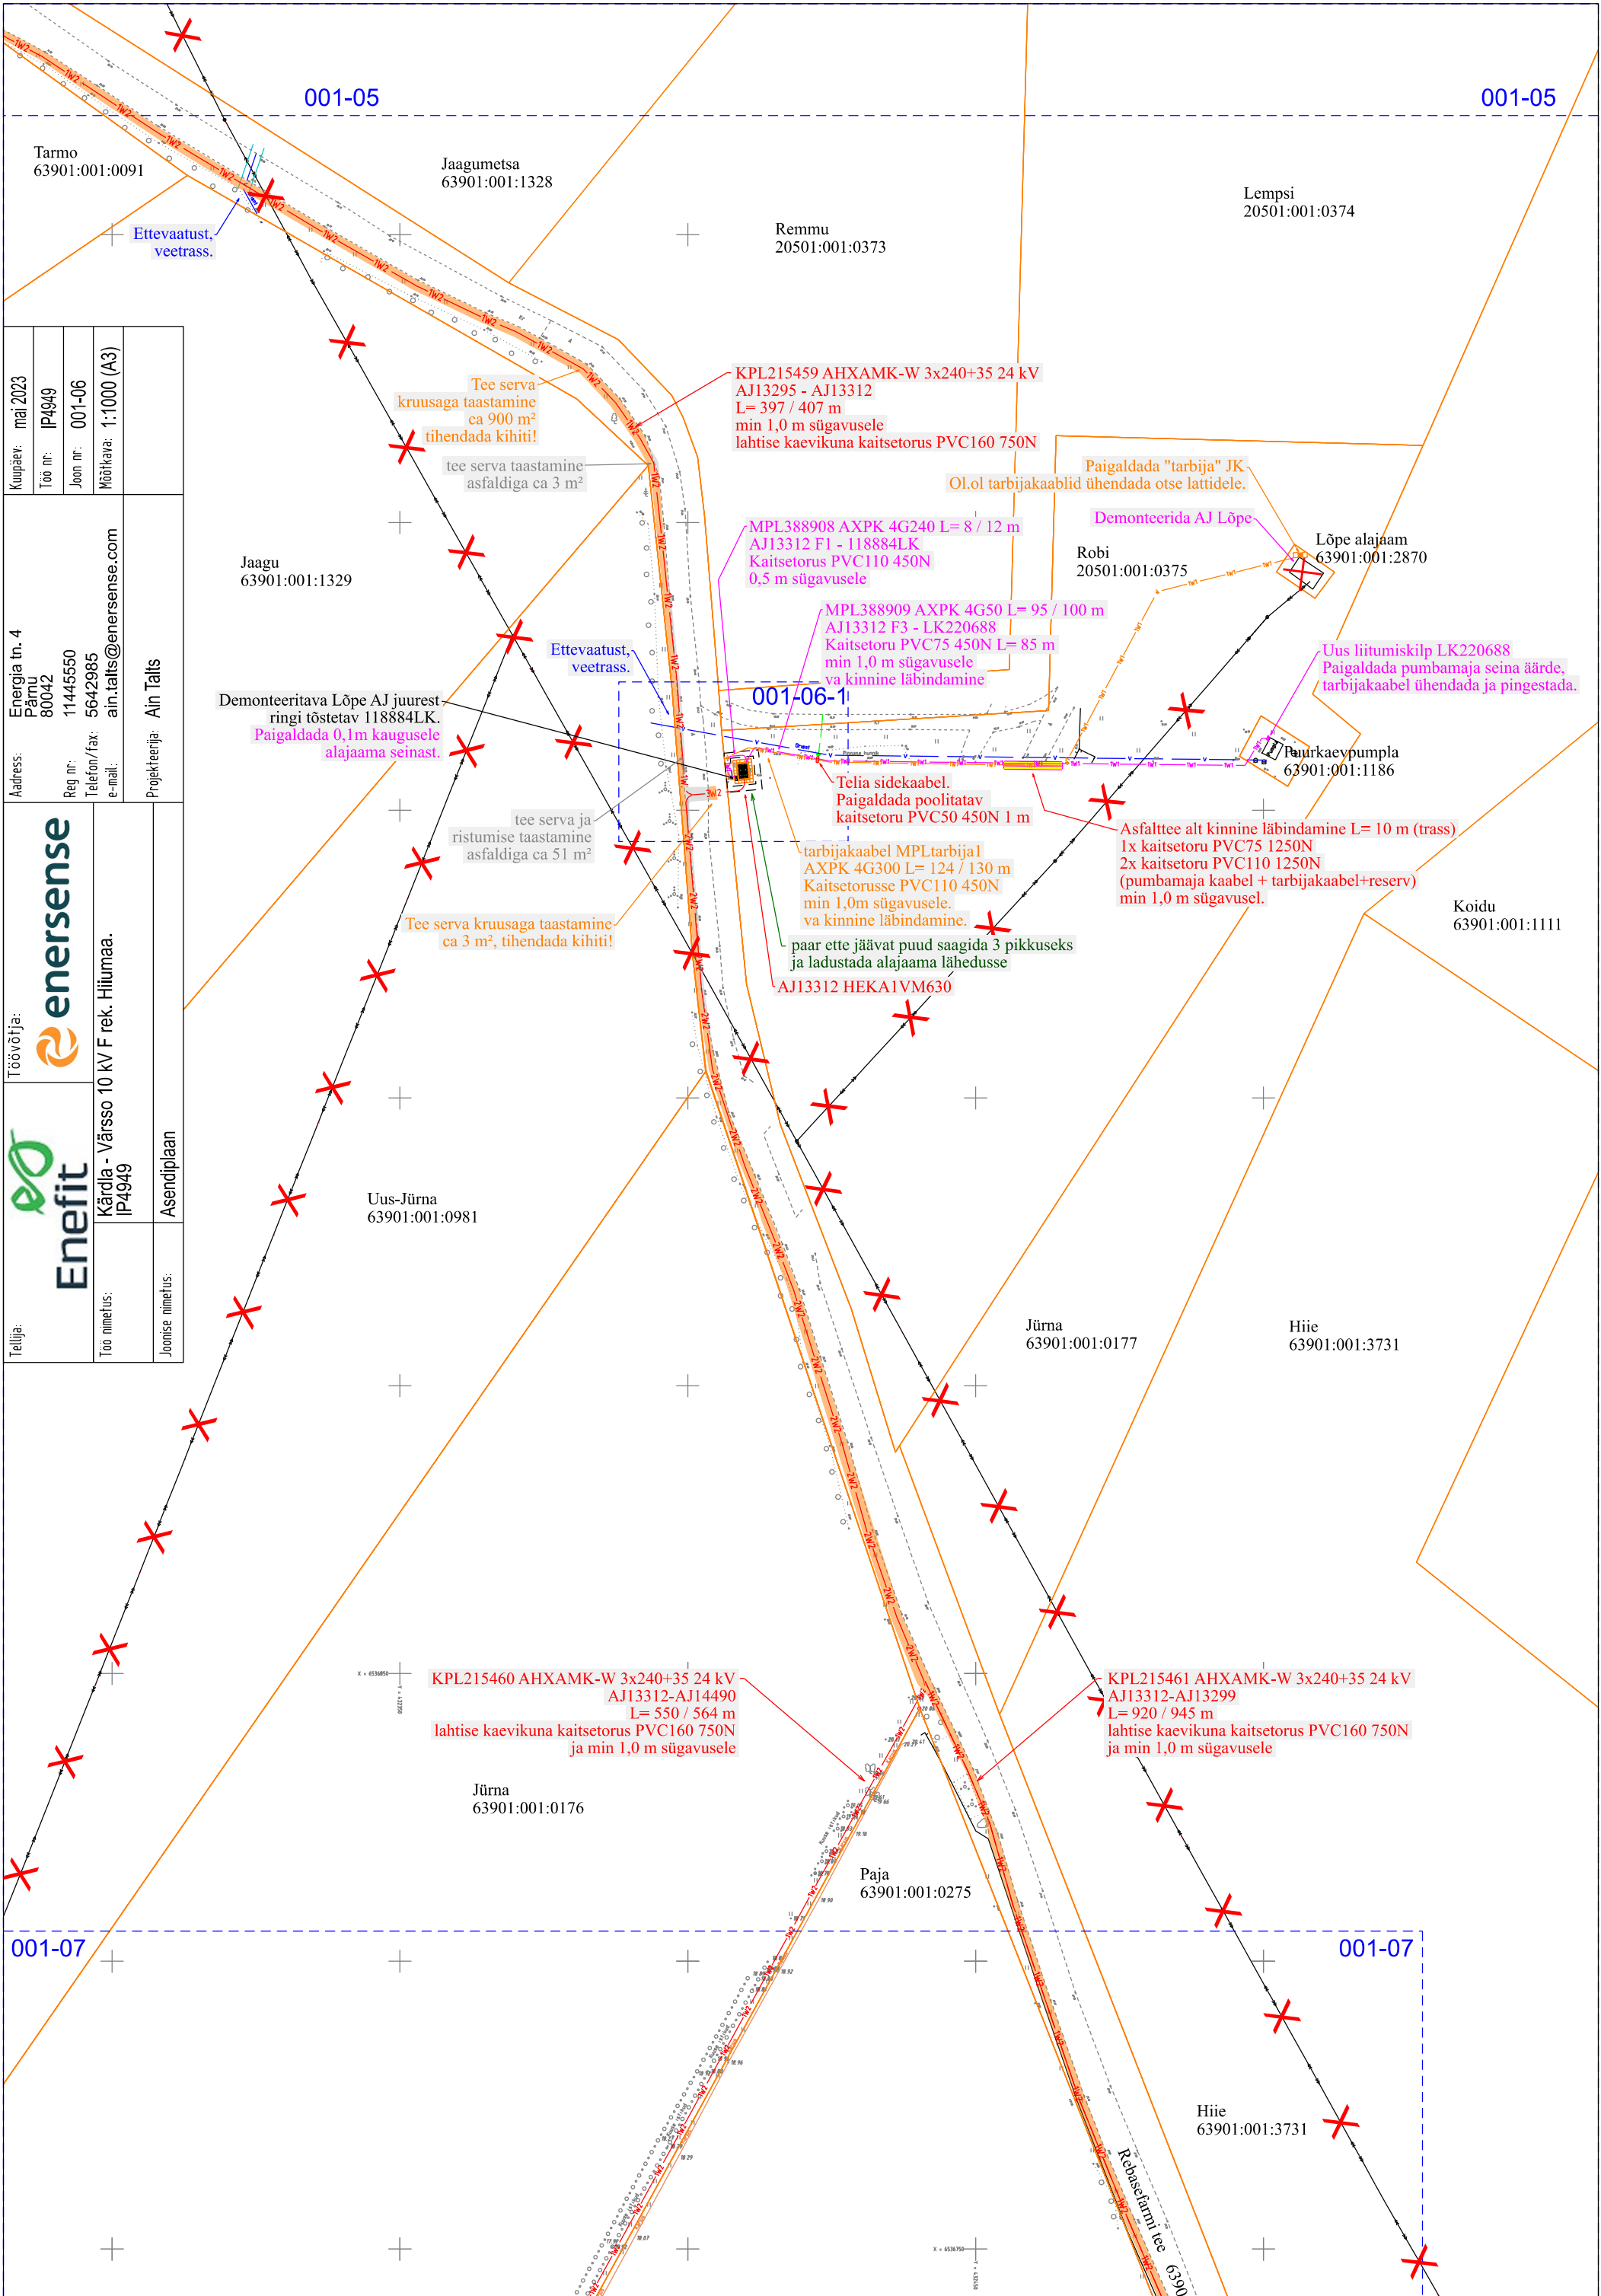 001-05
001-05
Tarmo
63901:001:0091
Jaagumetsa
63901:001:1328
Remmu
20501:001:0373
Lempsi
20501:001:0374
Ettevaatust,
veetrass.
Tee serva
kruusaga taastamine
ca 900 m²
tihendada kihiti!
KPL215459 AHXAMK-W 3x240+35 24 kV
AJ13295 - AJ13312
L= 397 / 407 m
min 1,0 m sügavusele
lahtise kaevikuna kaitsetorus PVC160 750N
tee serva taastamine
asfaldiga ca 3 m²
Paigaldada "tarbija" JK
Ol.ol tarbijakaablid ühendada otse lattidele.
Demonteerida AJ Lõpe
MPL388908 AXPK 4G240 L= 8 / 12 m
AJ13312 F1 - 118884LK
Kaitsetorus PVC110 450N
0,5 m sügavusele
Robi
20501:001:0375
Lõpe alajaam
63901:001:2870
Jaagu
63901:001:1329
MPL388909 AXPK 4G50 L= 95 / 100 m
AJ13312 F3 - LK220688
Kaitsetoru PVC75 450N L= 85 m
min 1,0 m sügavusele
va kinnine läbindamine
Ettevaatust,
veetrass.
Uus liitumiskilp LK220688
Paigaldada pumbamaja seina äärde,
tarbijakaabel ühendada ja pingestada.
001-06-1
Demonteeritava Lõpe AJ juurest
ringi tõstetav 118884LK.
Paigaldada 0,1m kaugusele
alajaama seinast.
Puurkaevpumpla
63901:001:1186
Telia sidekaabel.
Paigaldada poolitatav
kaitsetoru PVC50 450N 1 m
tee serva ja
ristumise taastamine
asfaldiga ca 51 m²
Asfalttee alt kinnine läbindamine L= 10 m (trass)
1x kaitsetoru PVC75 1250N
2x kaitsetoru PVC110 1250N
(pumbamaja kaabel + tarbijakaabel+reserv)
min 1,0 m sügavusel.
tarbijakaabel MPLtarbija1
AXPK 4G300 L= 124 / 130 m
Kaitsetorusse PVC110 450N
min 1,0m sügavusele.
va kinnine läbindamine.
Tee serva kruusaga taastamine
ca 3 m², tihendada kihiti!
paar ette jäävat puud saagida 3 pikkuseks
ja ladustada alajaama lähedusse
AJ13312 HEKA1VM630
Koidu
63901:001:1111
Uus-Jürna
63901:001:0981
Jürna
63901:001:0177
Hiie
63901:001:3731
X = 6536850
KPL215460 AHXAMK-W 3x240+35 24 kV
AJ13312-AJ14490
L= 550 / 564 m
lahtise kaevikuna kaitsetorus PVC160 750N
ja min 1,0 m sügavusele
KPL215461 AHXAMK-W 3x240+35 24 kV
AJ13312-AJ13299
L= 920 / 945 m
lahtise kaevikuna kaitsetorus PVC160 750N
ja min 1,0 m sügavusele
Jürna
63901:001:0176
Paja
63901:001:0275
001-07
001-07
Hiie
63901:001:3731
Rebasefarmi tee 6390
X = 6536750
Tellija:
Enefit
Töövõtja:
enersense
Aadress: Energia tn. 4
Pärnu
80042
Reg nr: 11445550
Telefon/fax: 56642985
e-mail: ain.talts@enersense.com
Kuupäev: mai 2023
Töö nr: IP4949
Joon nr: 001-06
Mõõtkava: 1:1000 (A3)
Töö nimetus: Kärdla - Värsso 10 kV F rek. Hiiumaa.
IP4949
Projekteerija: Ain Talts
Joonise nimetus: Asendiplaan